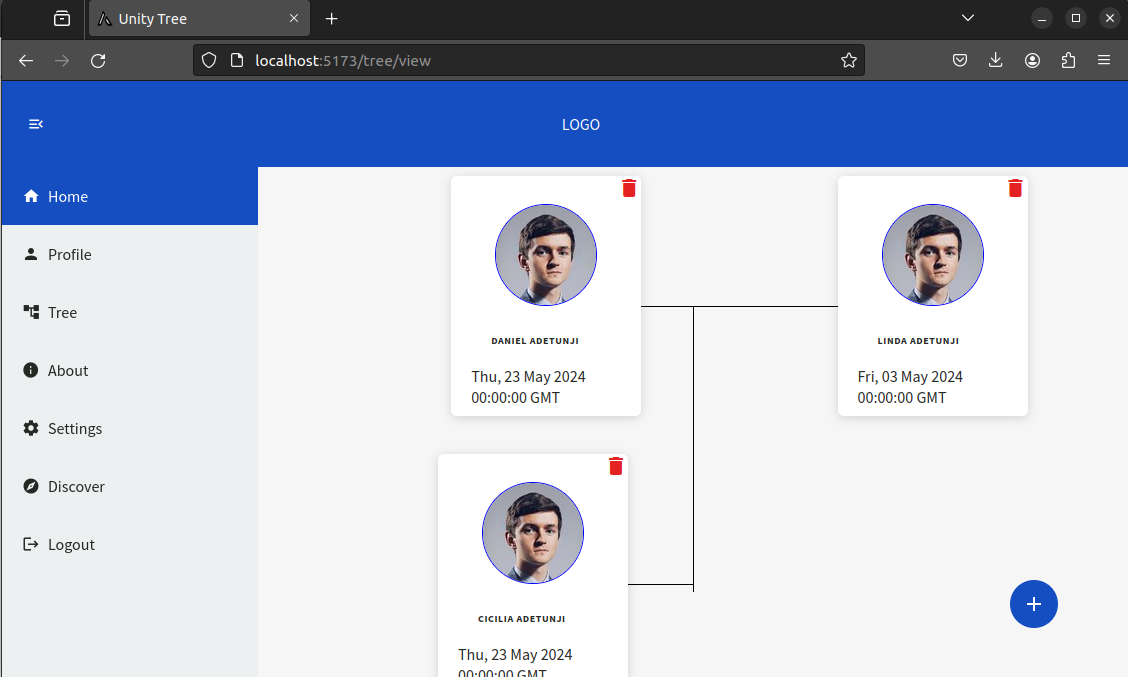 Unity Tree
localhost:5173/tree/view
LOGO
Home
Profile
Tree
About
Settings
Discover
Logout
DANIEL ADETUNJI
Thu, 23 May 2024
00:00:00 GMT
LINDA ADETUNJI
Fri, 03 May 2024
00:00:00 GMT
CICILIA ADETUNJI
Thu, 23 May 2024
00:00:00 GMT